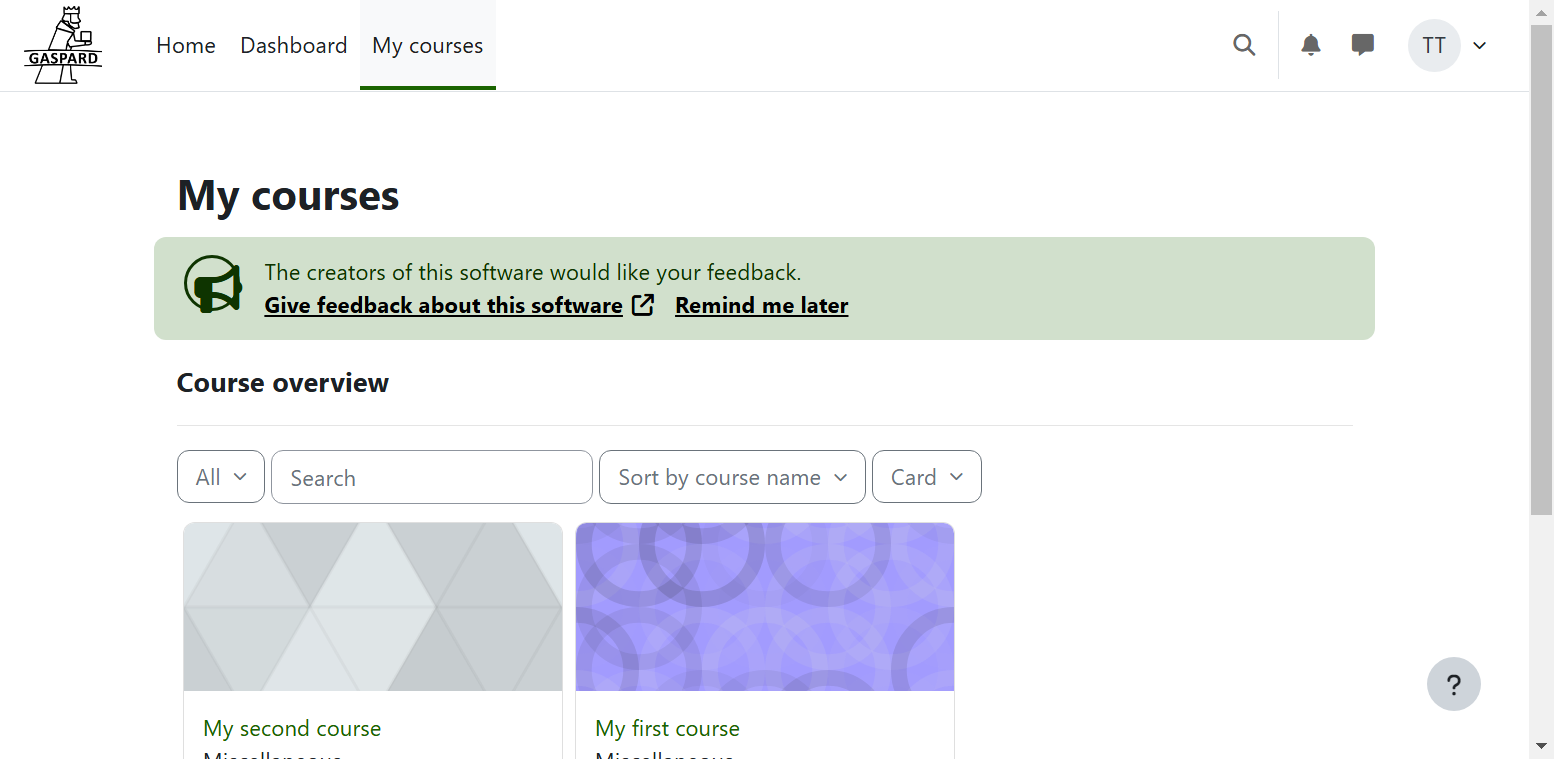 GASPARD
Home Dashboard My courses TT
My courses
The creators of this software would like your feedback.
Give feedback about this software Remind me later
Course overview
All Search Sort by course name Card
?
My second course My first course
Miscellaneous Miscellaneous